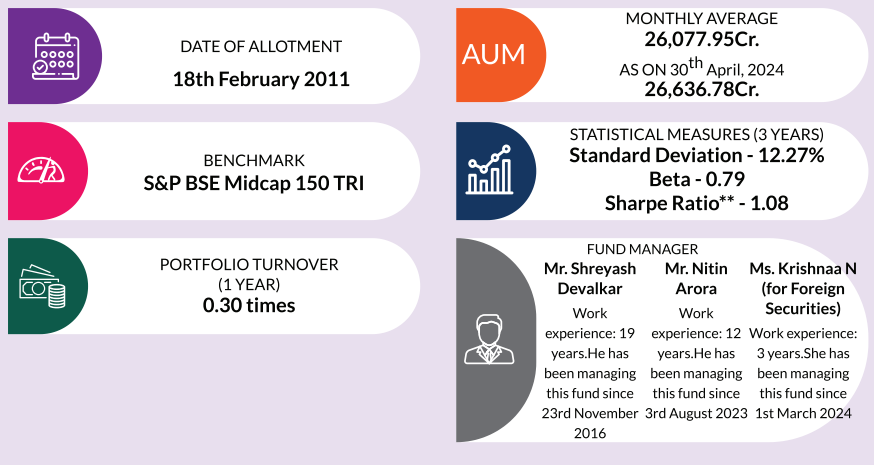 DATE OF ALLOTMENT
18th February 2011
BENCHMARK
S&P BSE Midcap 150 TRI
PORTFOLIO TURNOVER
(1 YEAR)
0.30 times
AUM
MONTHLY AVERAGE
26,077.95Cr.
AS ON 30th April, 2024
26,636.78Cr.
STATISTICAL MEASURES (3 YEARS)
Standard Deviation - 12.27%
Beta - 0.79
Sharpe Ratio** - 1.08
FUND MANAGER
Mr. Shreyash
Devalkar
Work
experience: 19
years.He has
been managing
this fund since
23rd November
2016
Mr. Nitin
Arora
Work
experience: 12
years.He has
been managing
this fund since
3rd August 2023
Ms. Krishnaa N
(for Foreign
Securities)
Work experience:
3 years.She has
been managing
this fund since
1st March 2024